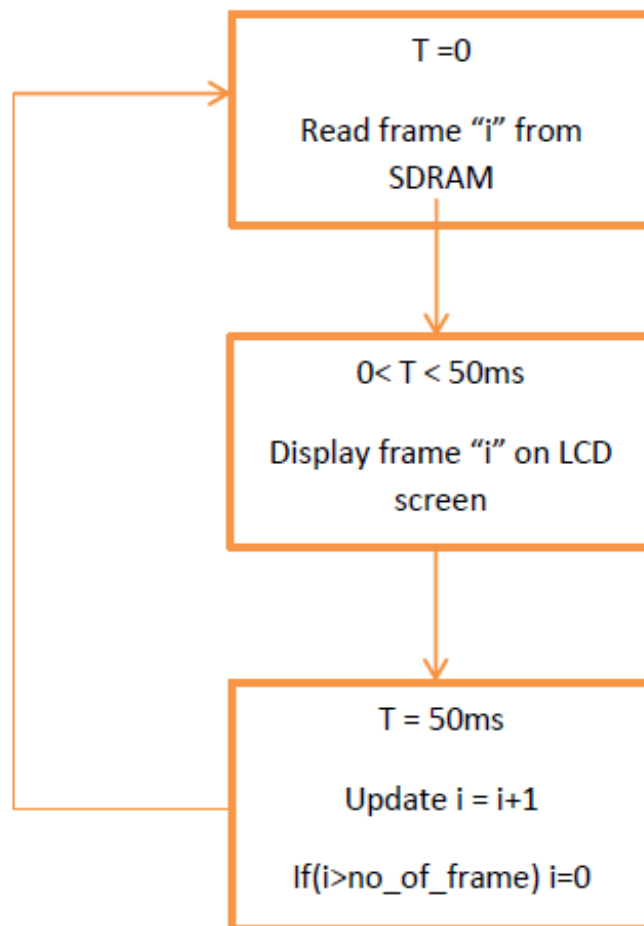 T =0
Read frame “i” from
SDRAM
0< T < 50ms
Display frame “i” on LCD
screen
T = 50ms
Update i = i+1
If(i>no_of_frame) i=0